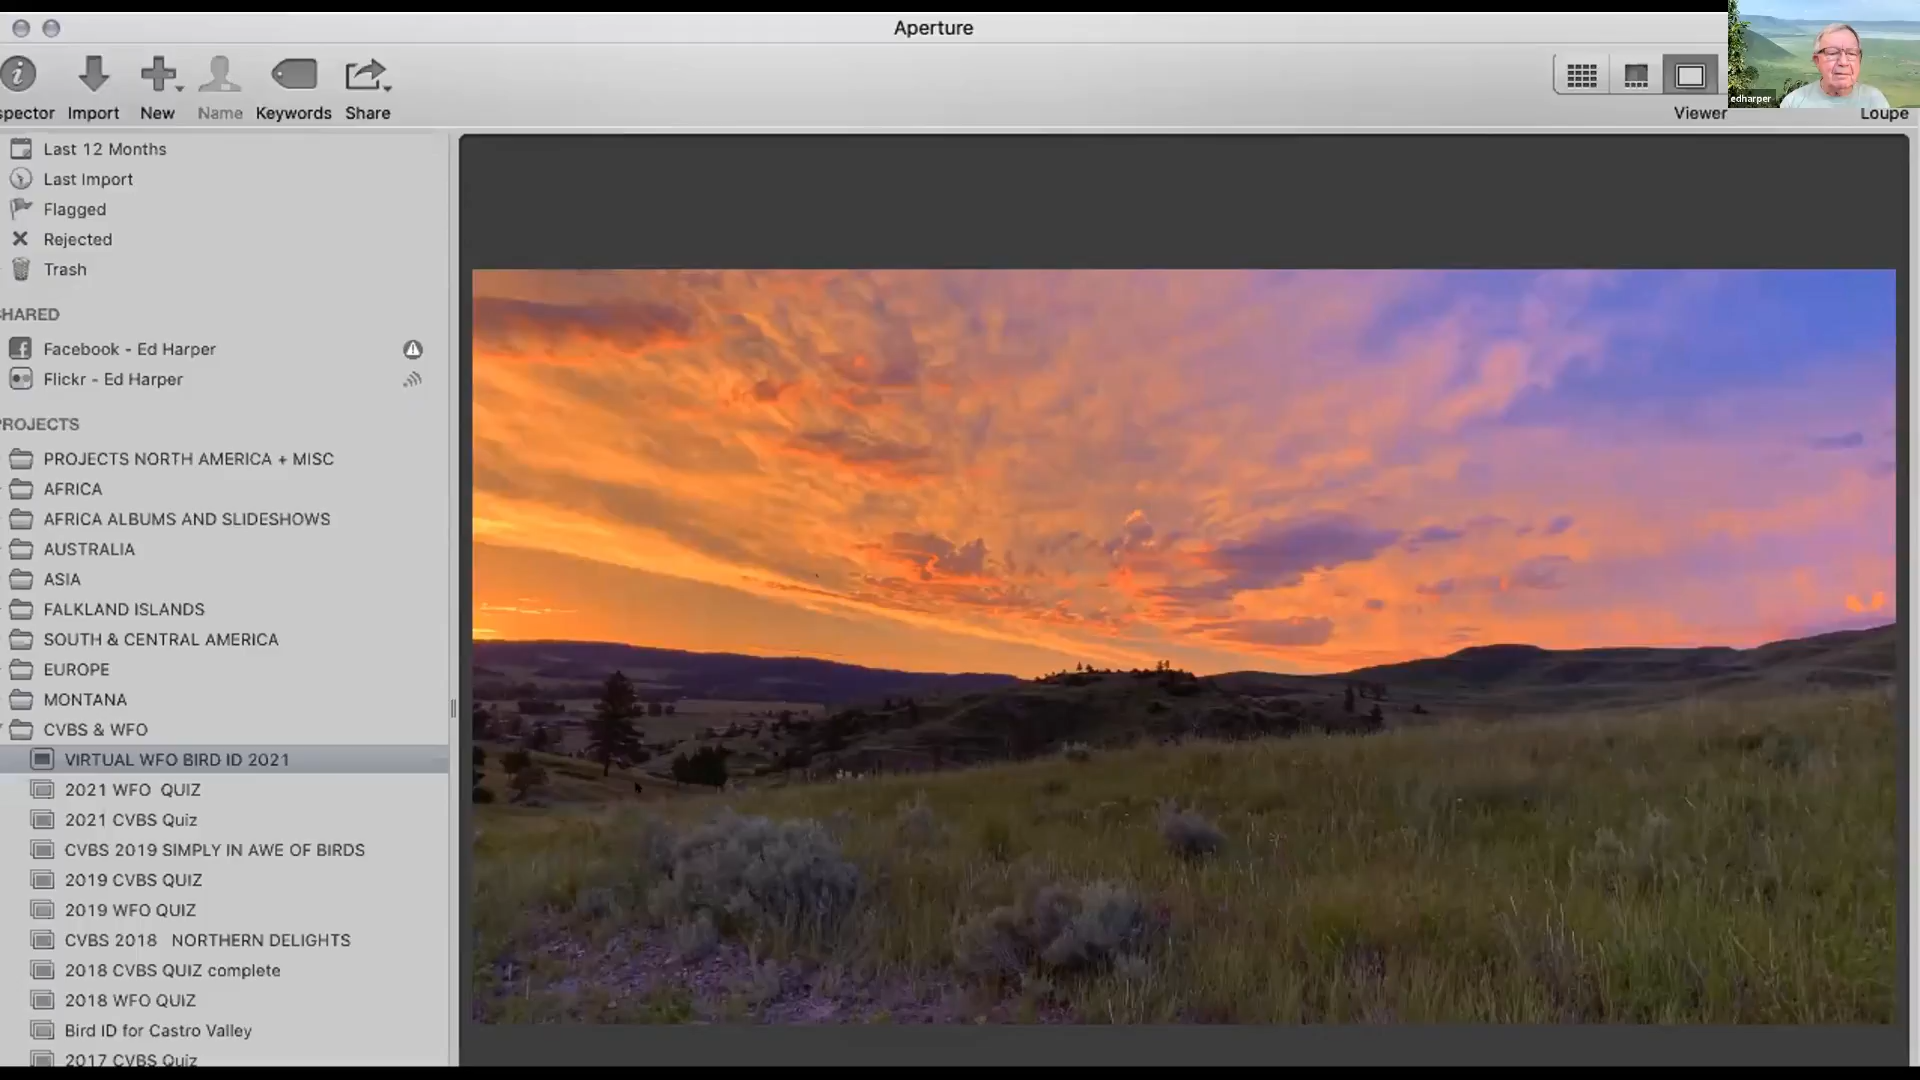 Aperture
spector Import New Name Keywords Share
Viewer
Loupe
edharper
Last 12 Months
Last Import
Flagged
Rejected
Trash
SHARED
Facebook - Ed Harper
Flickr - Ed Harper
PROJECTS
PROJECTS NORTH AMERICA + MISC
AFRICA
AFRICA ALBUMS AND SLIDESHOWS
AUSTRALIA
ASIA
FALKLAND ISLANDS
SOUTH & CENTRAL AMERICA
EUROPE
MONTANA
CVBS & WFO
VIRTUAL WFO BIRD ID 2021
2021 WFO QUIZ
2021 CVBS Quiz
CVBS 2019 SIMPLY IN AWE OF BIRDS
2019 CVBS QUIZ
2019 WFO QUIZ
CVBS 2018 NORTHERN DELIGHTS
2018 CVBS QUIZ complete
2018 WFO QUIZ
Bird ID for Castro Valley
2017 CVBS Quiz